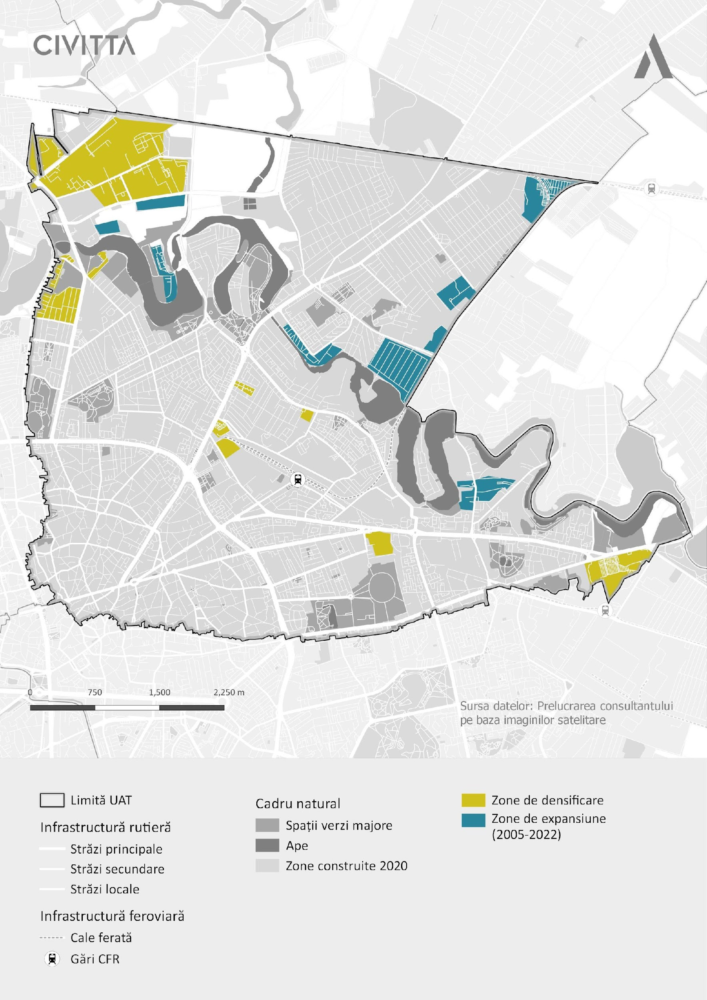 CIVITTA
0 750 1,500 2,250 m
Sursa datelor: Prelucrarea consultantului
pe baza imaginilor satelitare
Limită UAT
Infrastructură rutieră
Străzi principale
Străzi secundare
Străzi locale
Infrastructură feroviară
Cale ferată
Gări CFR
Cadru natural
Spații verzi majore
Ape
Zone construite 2020
Zone de densificare
Zone de expansiune
(2005-2022)